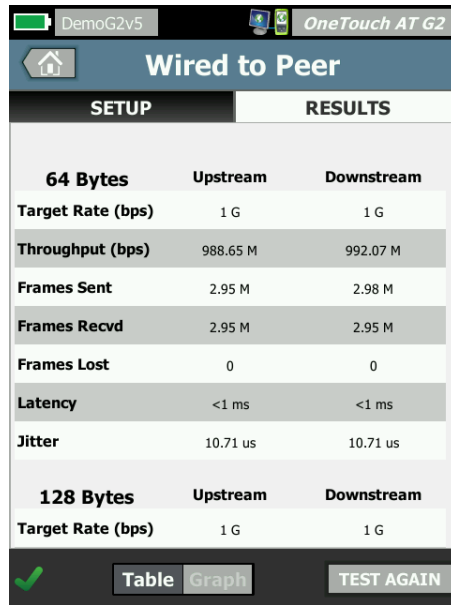 DemoG2v5 OneTouch AT G2
Wired to Peer
SETUP RESULTS
64 Bytes Upstream Downstream
Target Rate (bps) 1 G 1 G
Throughput (bps) 988.65 M 992.07 M
Frames Sent 2.95 M 2.98 M
Frames Recvd 2.95 M 2.95 M
Frames Lost 0 0
Latency <1 ms <1 ms
Jitter 10.71 us 10.71 us
128 Bytes Upstream Downstream
Target Rate (bps) 1 G 1 G
Table Graph TEST AGAIN